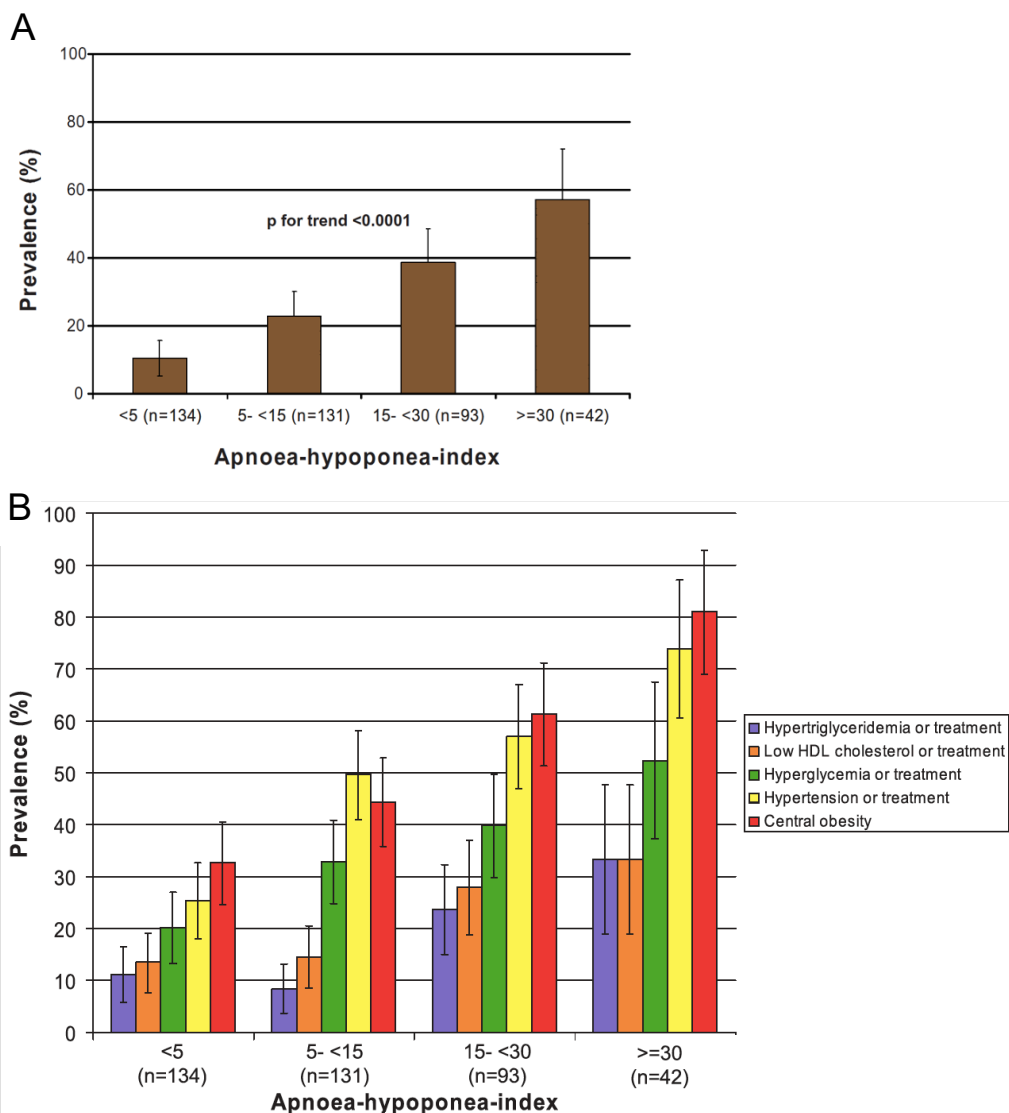 A
100
80
60
40
20
0
Prevalence (%)
p for trend <0.0001
<5 (n=134) 5- <15 (n=131) 15- <30 (n=93) >=30 (n=42)
Apnoea-hypoponea-index
B
100
90
80
70
60
50
40
30
20
10
0
Prevalence (%)
Hypertriglyceridemia or treatment
Low HDL cholesterol or treatment
Hyperglycemia or treatment
Hypertension or treatment
Central obesity
<5 5- <15 15- <30 >=30
(n=134) (n=131) (n=93) (n=42)
Apnoea-hypoponea-index